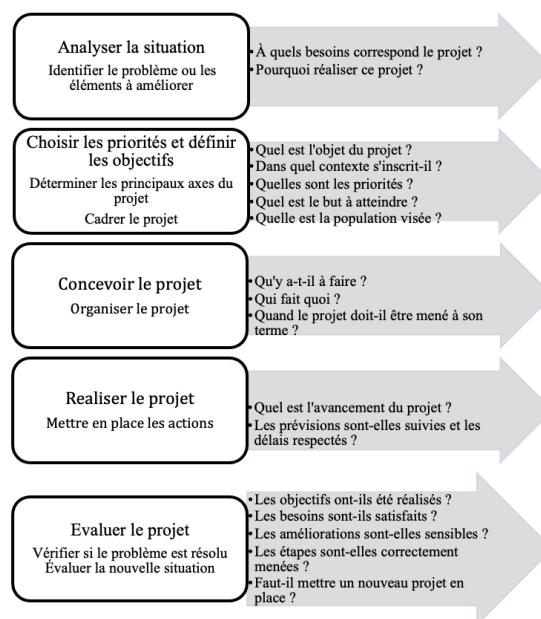 Analyser la situation
Identifier le problème ou les
éléments à améliorer
• À quels besoins correspond le projet ?
• Pourquoi réaliser ce projet ?
Choisir les priorités et définir
les objectifs
Déterminer les principaux axes du
projet
Cadrer le projet
• Quel est l'objet du projet ?
• Dans quel contexte s'inscrit-il ?
• Quelles sont les priorités ?
• Quel est le but à atteindre ?
• Quelle est la population visée ?
Concevoir le projet
Organiser le projet
• Qu'y a-t-il à faire ?
• Qui fait quoi ?
• Quand le projet doit-il être mené à son
terme ?
Realiser le projet
Mettre en place les actions
• Quel est l'avancement du projet ?
• Les prévisions sont-elles suivies et les
délais respectés ?
Evaluer le projet
Vérifier si le problème est résolu
Évaluer la nouvelle situation
• Les objectifs ont-ils été réalisés ?
• Les besoins sont-ils satisfaits ?
• Les améliorations sont-elles sensibles ?
• Les étapes sont-elles correctement
menées ?
• Faut-il mettre un nouveau projet en
place ?